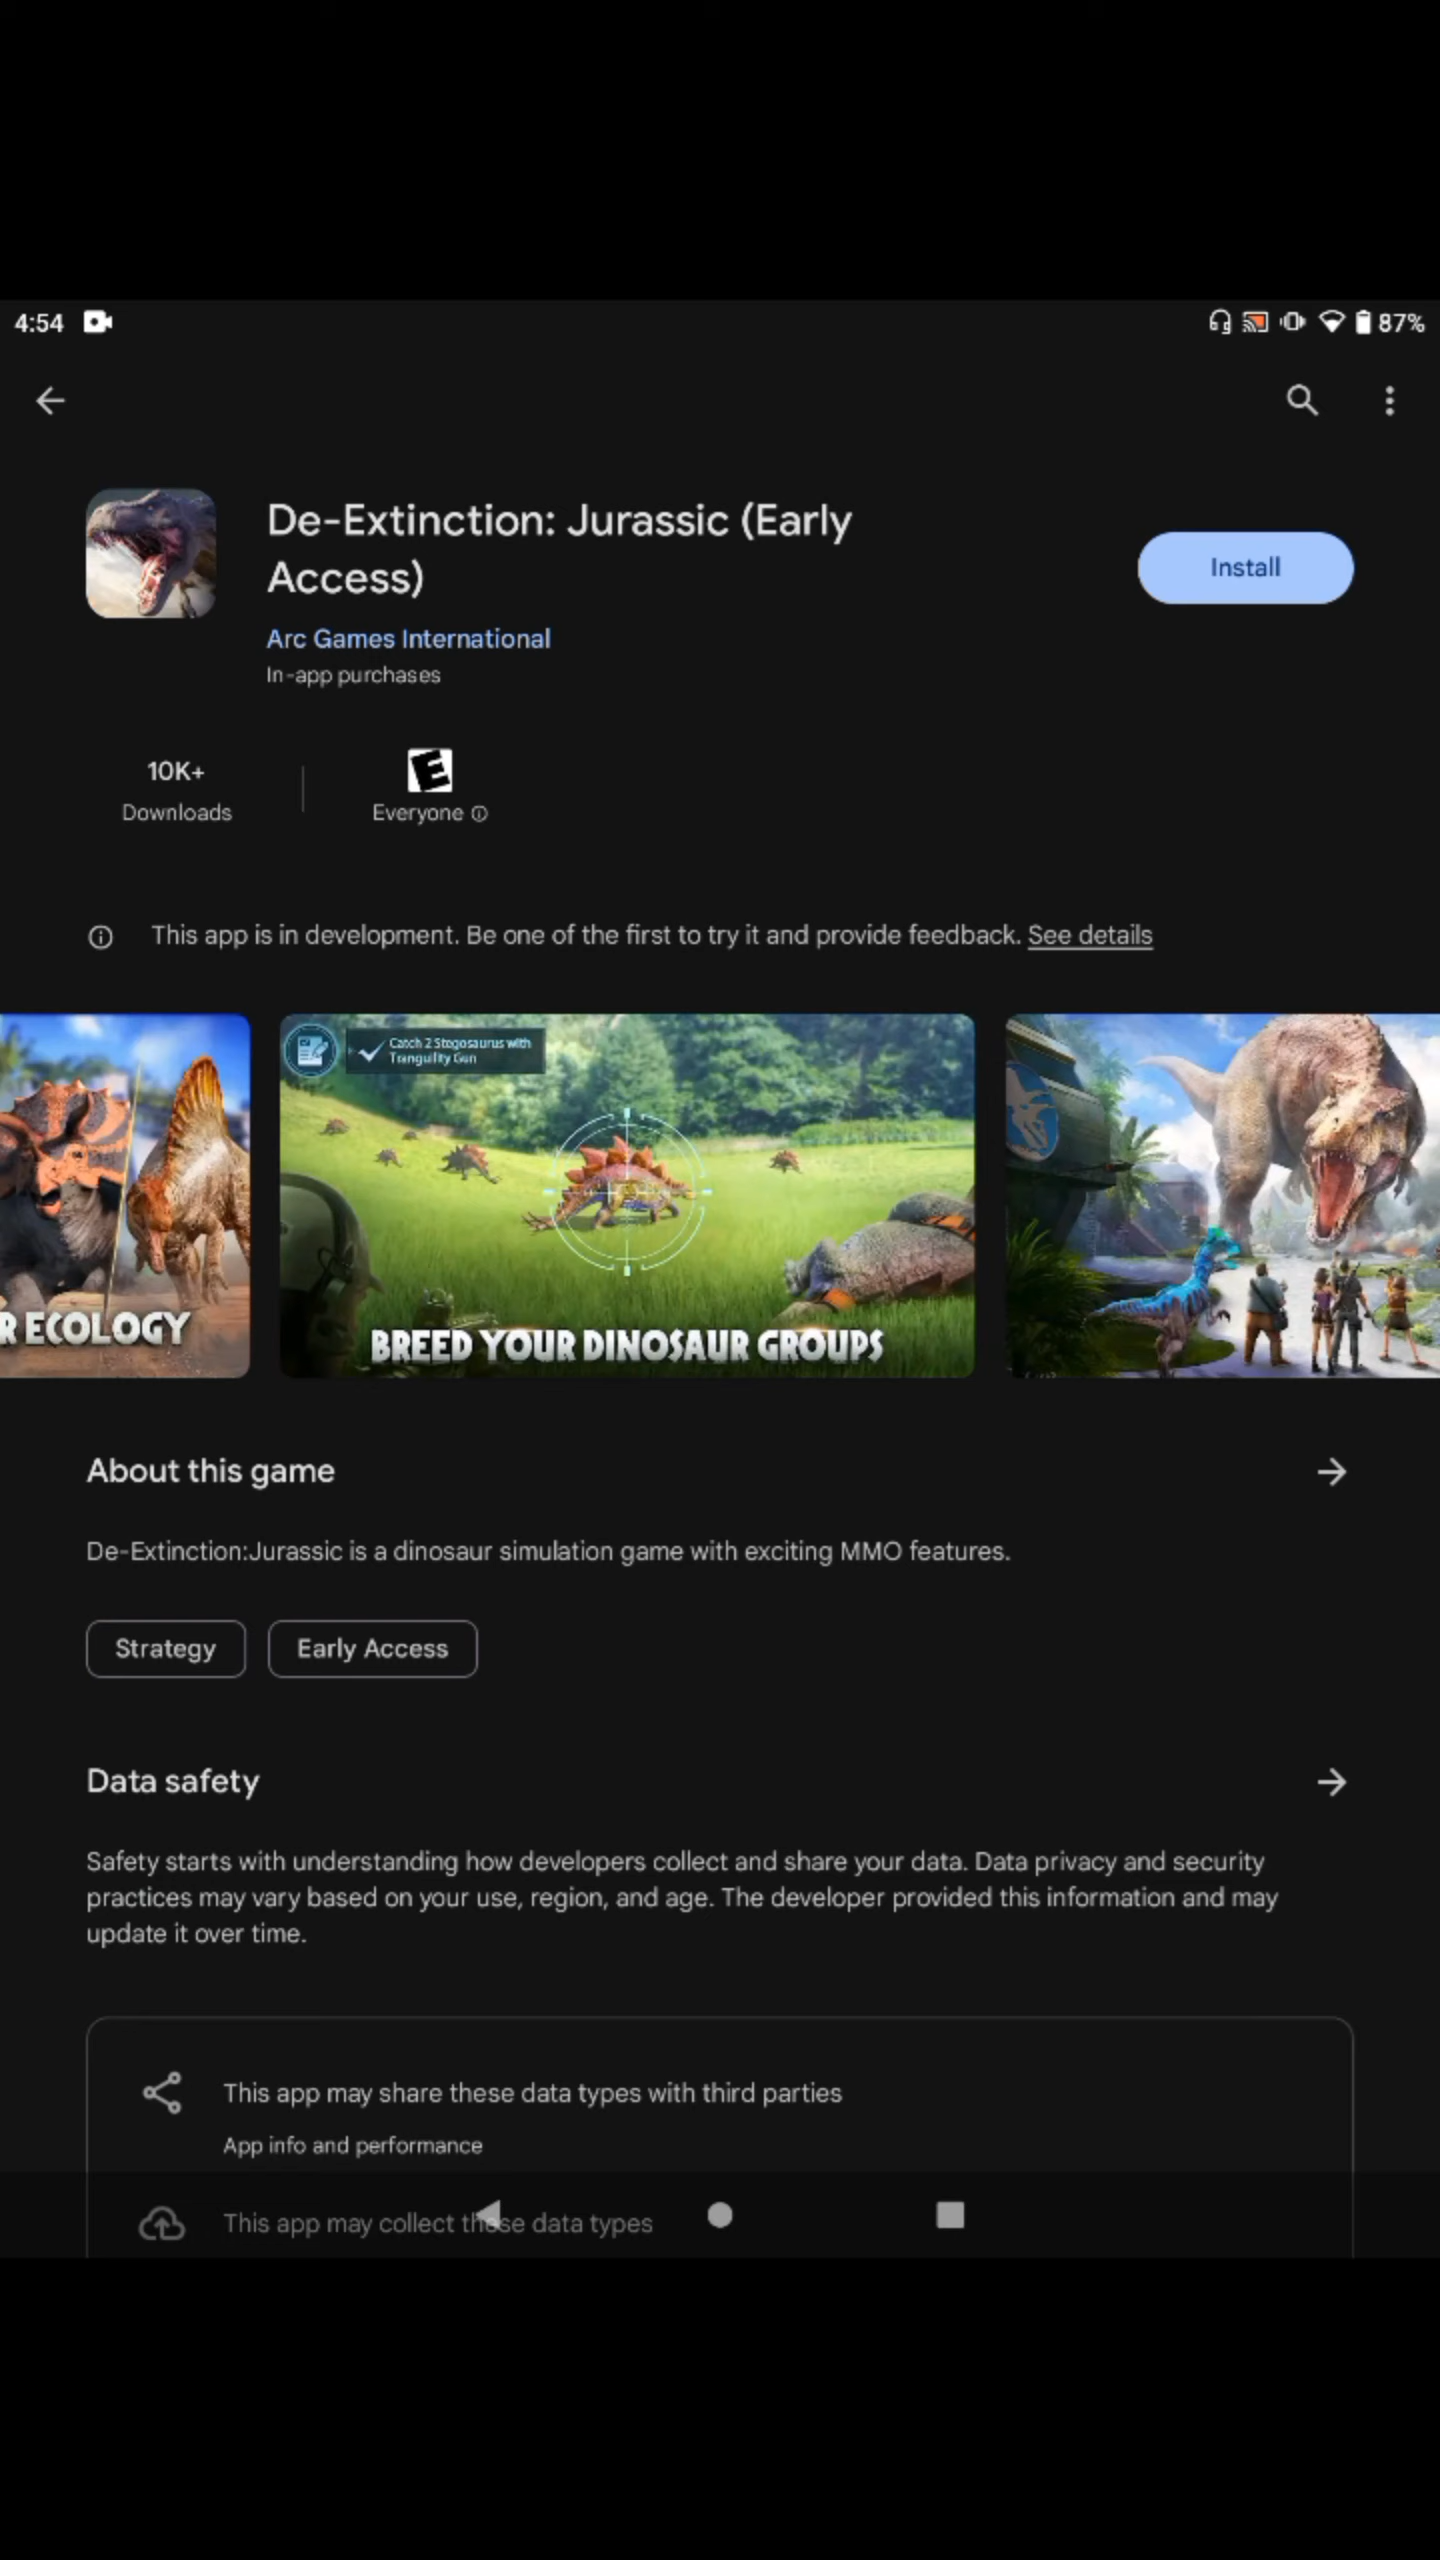 4:54
87%
De-Extinction: Jurassic (Early
Access)
Install
Arc Games International
In-app purchases
10K+
Downloads
E
Everyone
This app is in development. Be one of the first to try it and provide feedback. See details
Catch 2 Stegosaurus with
Tranquility Gun
R ECOLOGY
BREED YOUR DINOSAUR GROUPS
About this game
De-Extinction:Jurassic is a dinosaur simulation game with exciting MMO features.
Strategy
Early Access
Data safety
Safety starts with understanding how developers collect and share your data. Data privacy and security
practices may vary based on your use, region, and age. The developer provided this information and may
update it over time.
This app may share these data types with third parties
App info and performance
This app may collect these data types